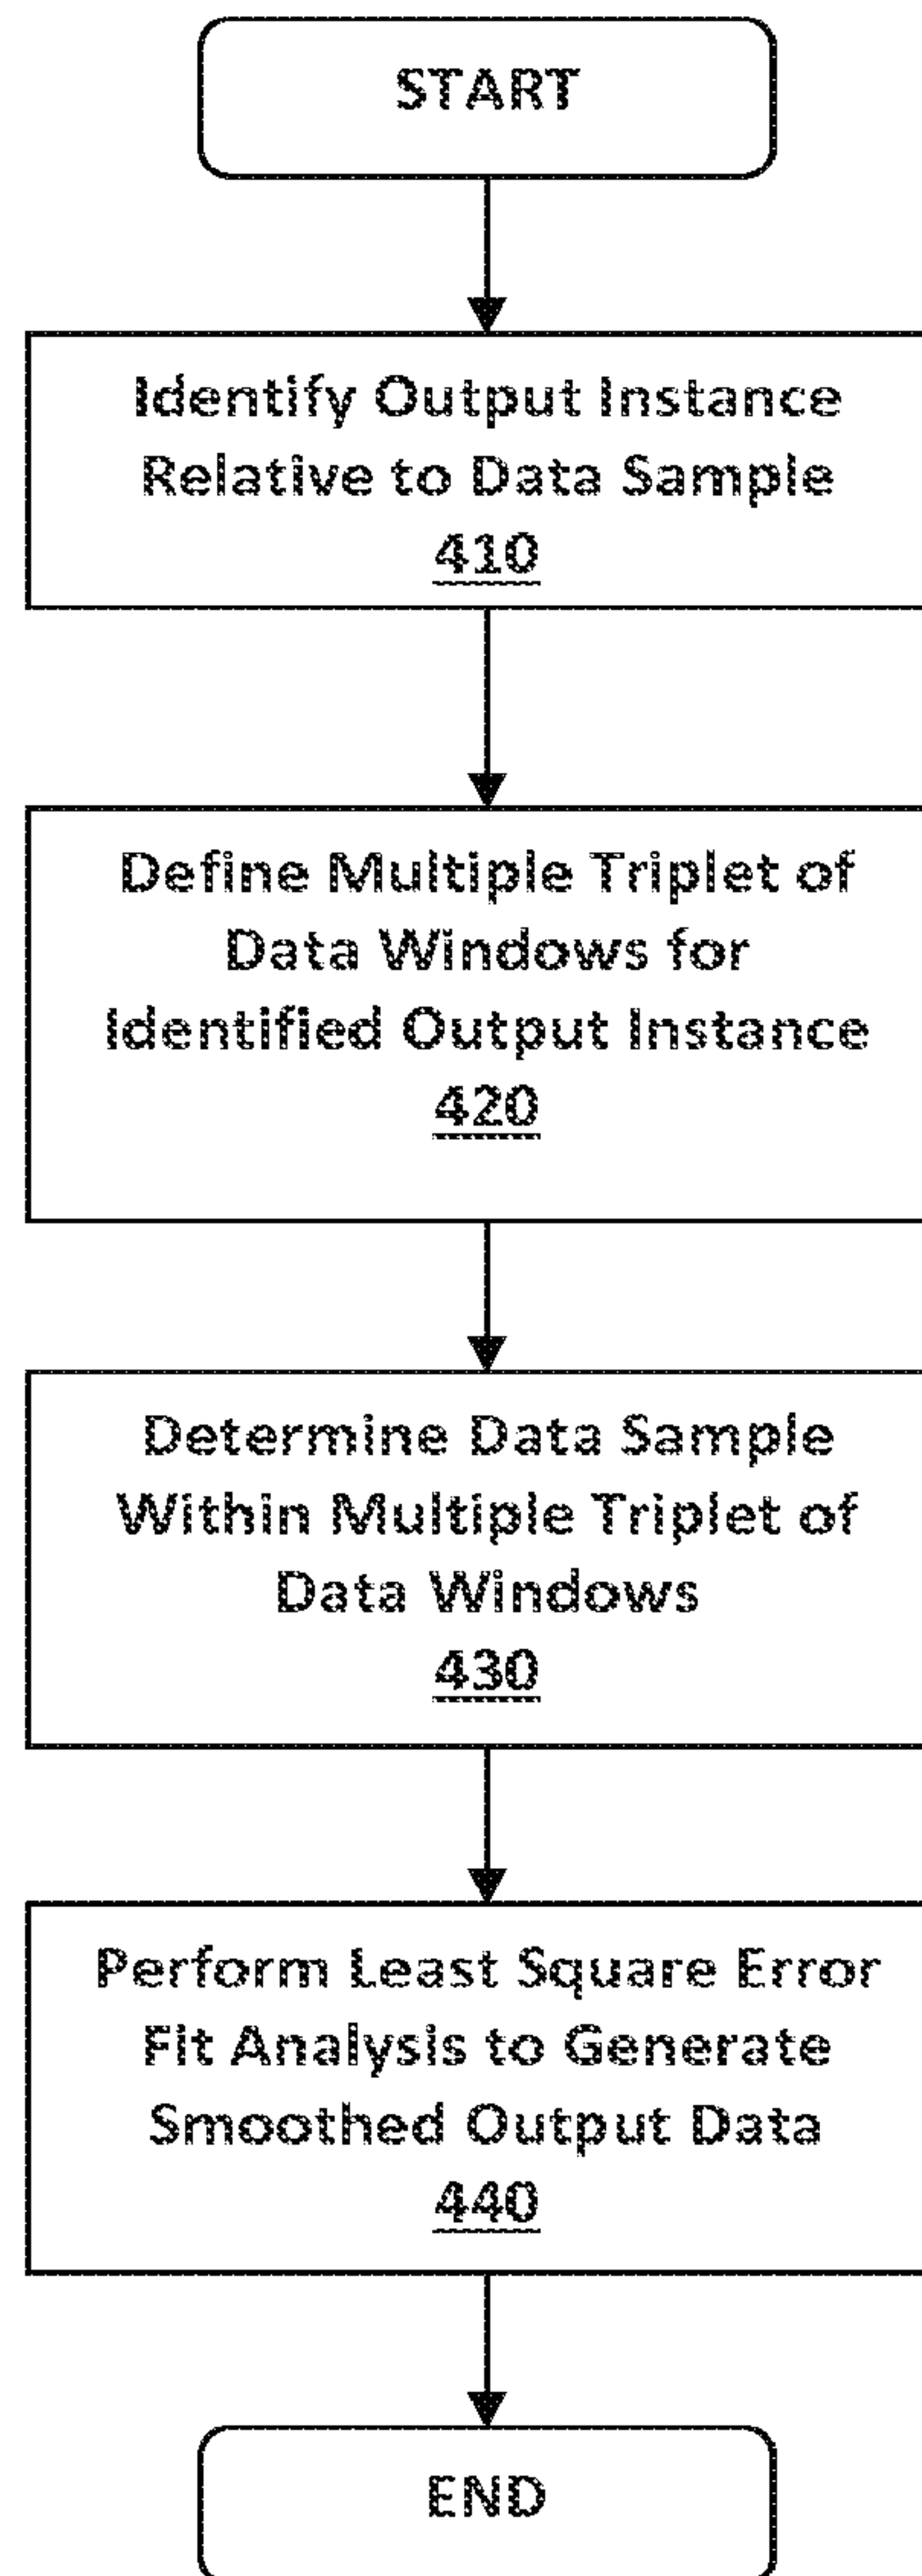 START
Identify Output Instance
Relative to Data Sample
410
Define Multiple Triplet of
Data Windows for
Identified Output Instance
420
Determine Data Sample
Within Multiple Triplet of
Data Windows
430
Perform Least Square Error
Fit Analysis to Generate
Smoothed Output Data
440
END